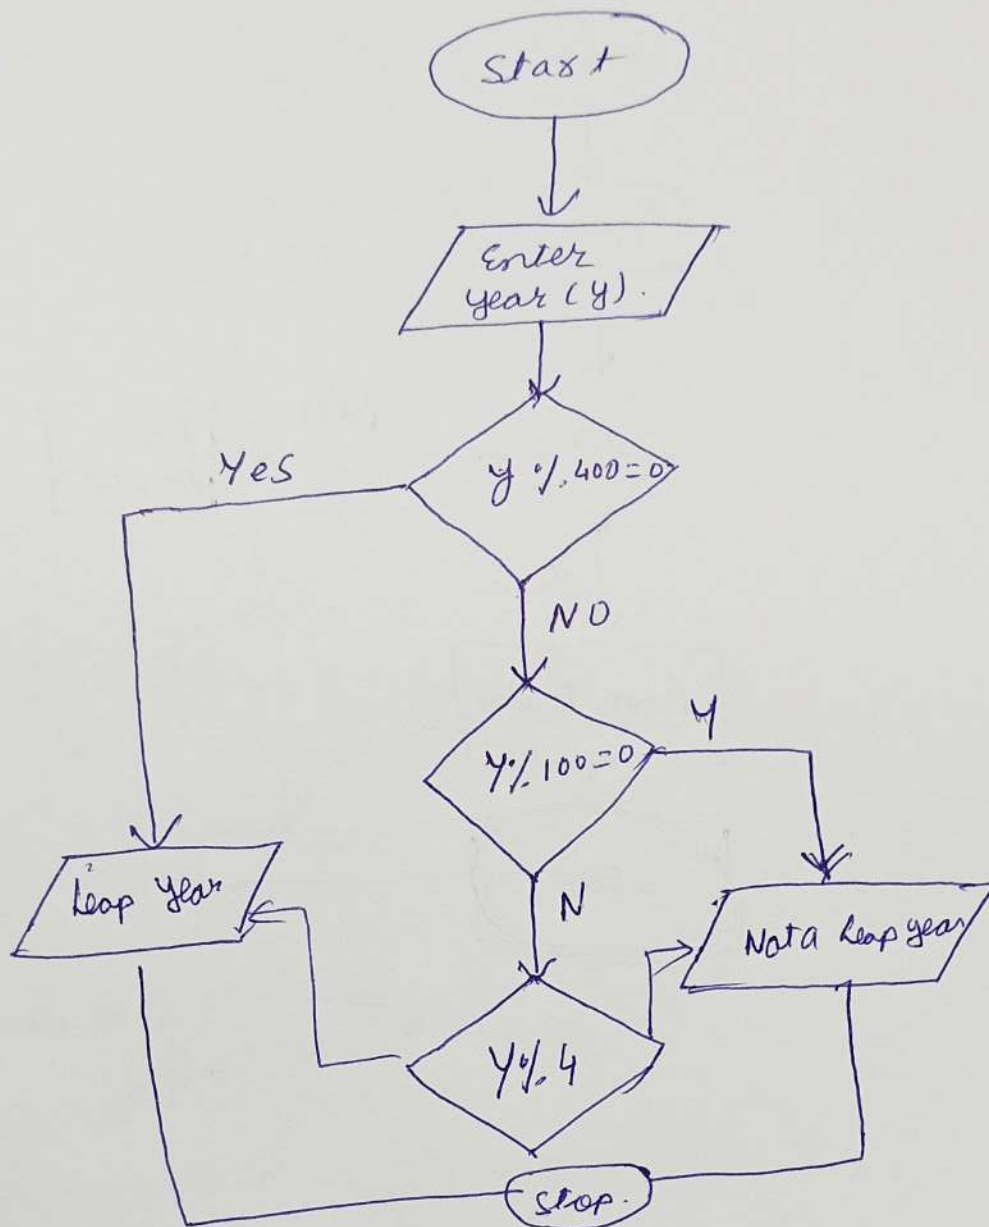 Start
Enter
year (y).
Yes
y % 400 = 0
NO
Y
Y % 100 = 0
N
Leap year
Not a Leap year
Y % 4
Stop.